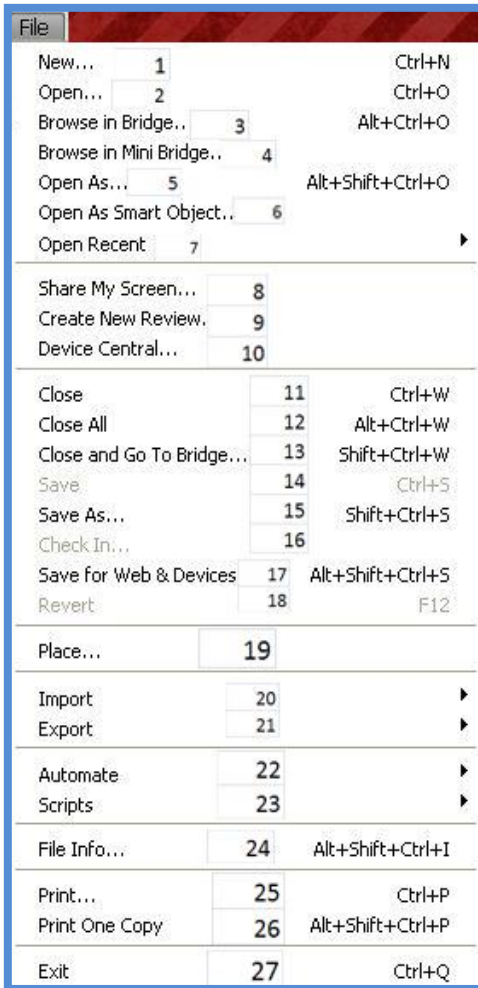 File
New... 1 Ctrl+N
Open... 2 Ctrl+O
Browse in Bridge.. 3 Alt+Ctrl+O
Browse in Mini Bridge.. 4
Open As... 5 Alt+Shift+Ctrl+O
Open As Smart Object.. 6
Open Recent 7
Share My Screen... 8
Create New Review. 9
Device Central... 10
Close 11 Ctrl+W
Close All 12 Alt+Ctrl+W
Close and Go To Bridge... 13 Shift+Ctrl+W
Save 14 Ctrl+S
Save As... 15 Shift+Ctrl+S
Check In... 16
Save for Web & Devices 17 Alt+Shift+Ctrl+S
Revert 18 F12
Place... 19
Import 20
Export 21
Automate 22
Scripts 23
File Info... 24 Alt+Shift+Ctrl+I
Print... 25 Ctrl+P
Print One Copy 26 Alt+Shift+Ctrl+P
Exit 27 Ctrl+Q